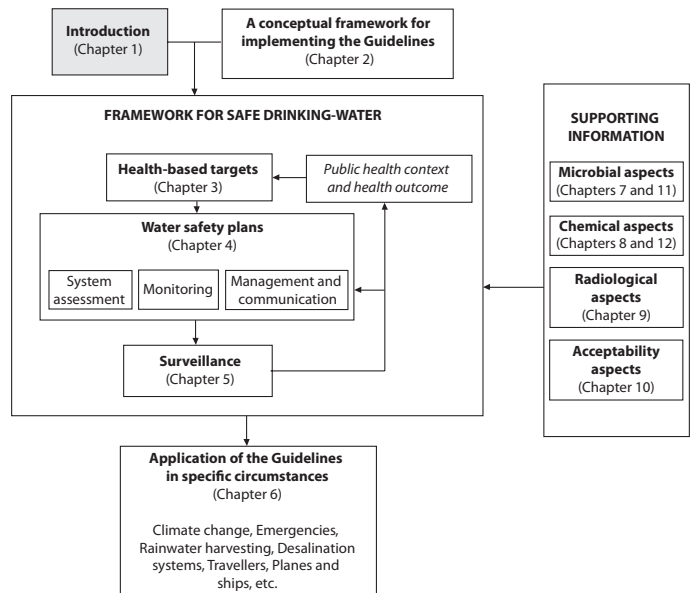 Introduction
(Chapter 1)
A conceptual framework for
implementing the Guidelines
(Chapter 2)
FRAMEWORK FOR SAFE DRINKING-WATER
Health-based targets
(Chapter 3)
Public health context
and health outcome
Water safety plans
(Chapter 4)
System
assessment
Monitoring
Management and
communication
Surveillance
(Chapter 5)
SUPPORTING
INFORMATION
Microbial aspects
(Chapters 7 and 11)
Chemical aspects
(Chapters 8 and 12)
Radiological
aspects
(Chapter 9)
Acceptability
aspects
(Chapter 10)
Application of the Guidelines
in specific circumstances
(Chapter 6)
Climate change, Emergencies,
Rainwater harvesting, Desalination
systems, Travellers, Planes and
ships, etc.